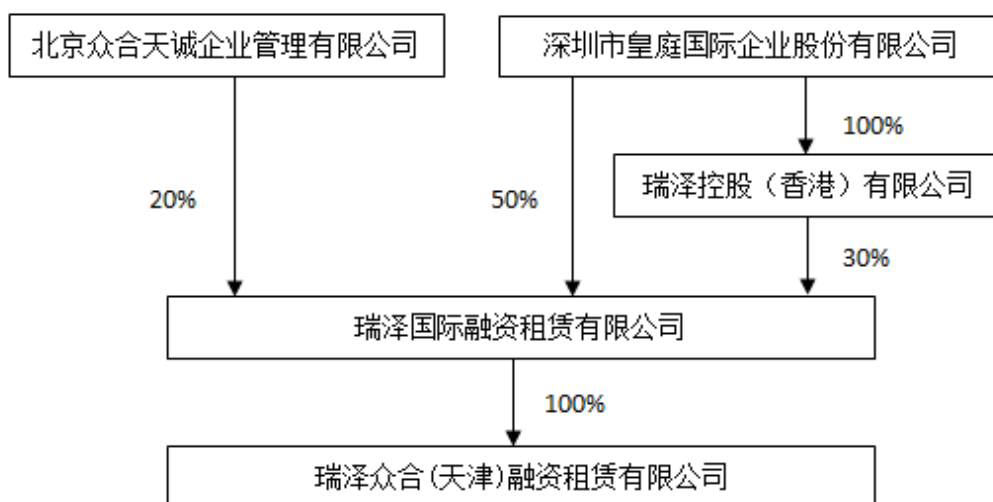 北京众合天诚企业管理有限公司
深圳市皇庭国际企业股份有限公司
100%
瑞泽控股（香港）有限公司
20%
50%
30%
瑞泽国际融资租赁有限公司
100%
瑞泽众合(天津)融资租赁有限公司